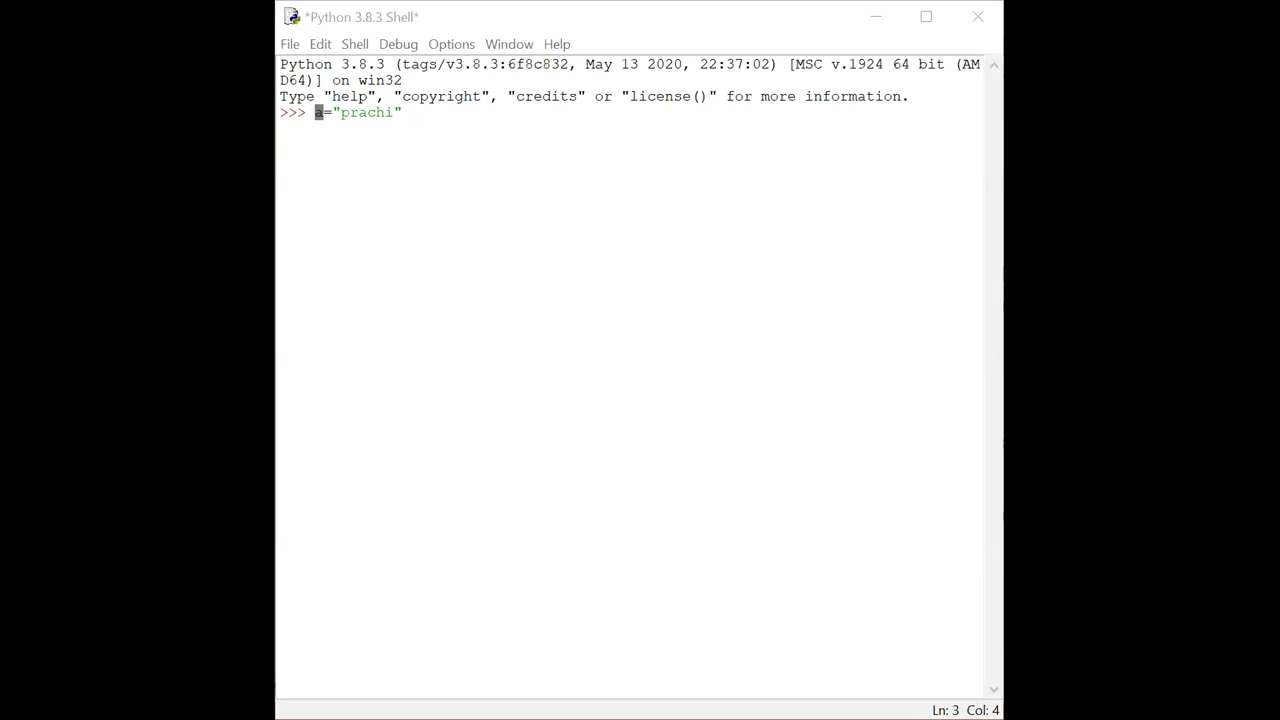 *Python 3.8.3 Shell*
File Edit Shell Debug Options Window Help
Python 3.8.3 (tags/v3.8.3:6f8c832, May 13 2020, 22:37:02) [MSC v.1924 64 bit (AM
D64)] on win32
Type "help", "copyright", "credits" or "license()" for more information.
>>> a="prachi"
Ln: 3 Col: 4